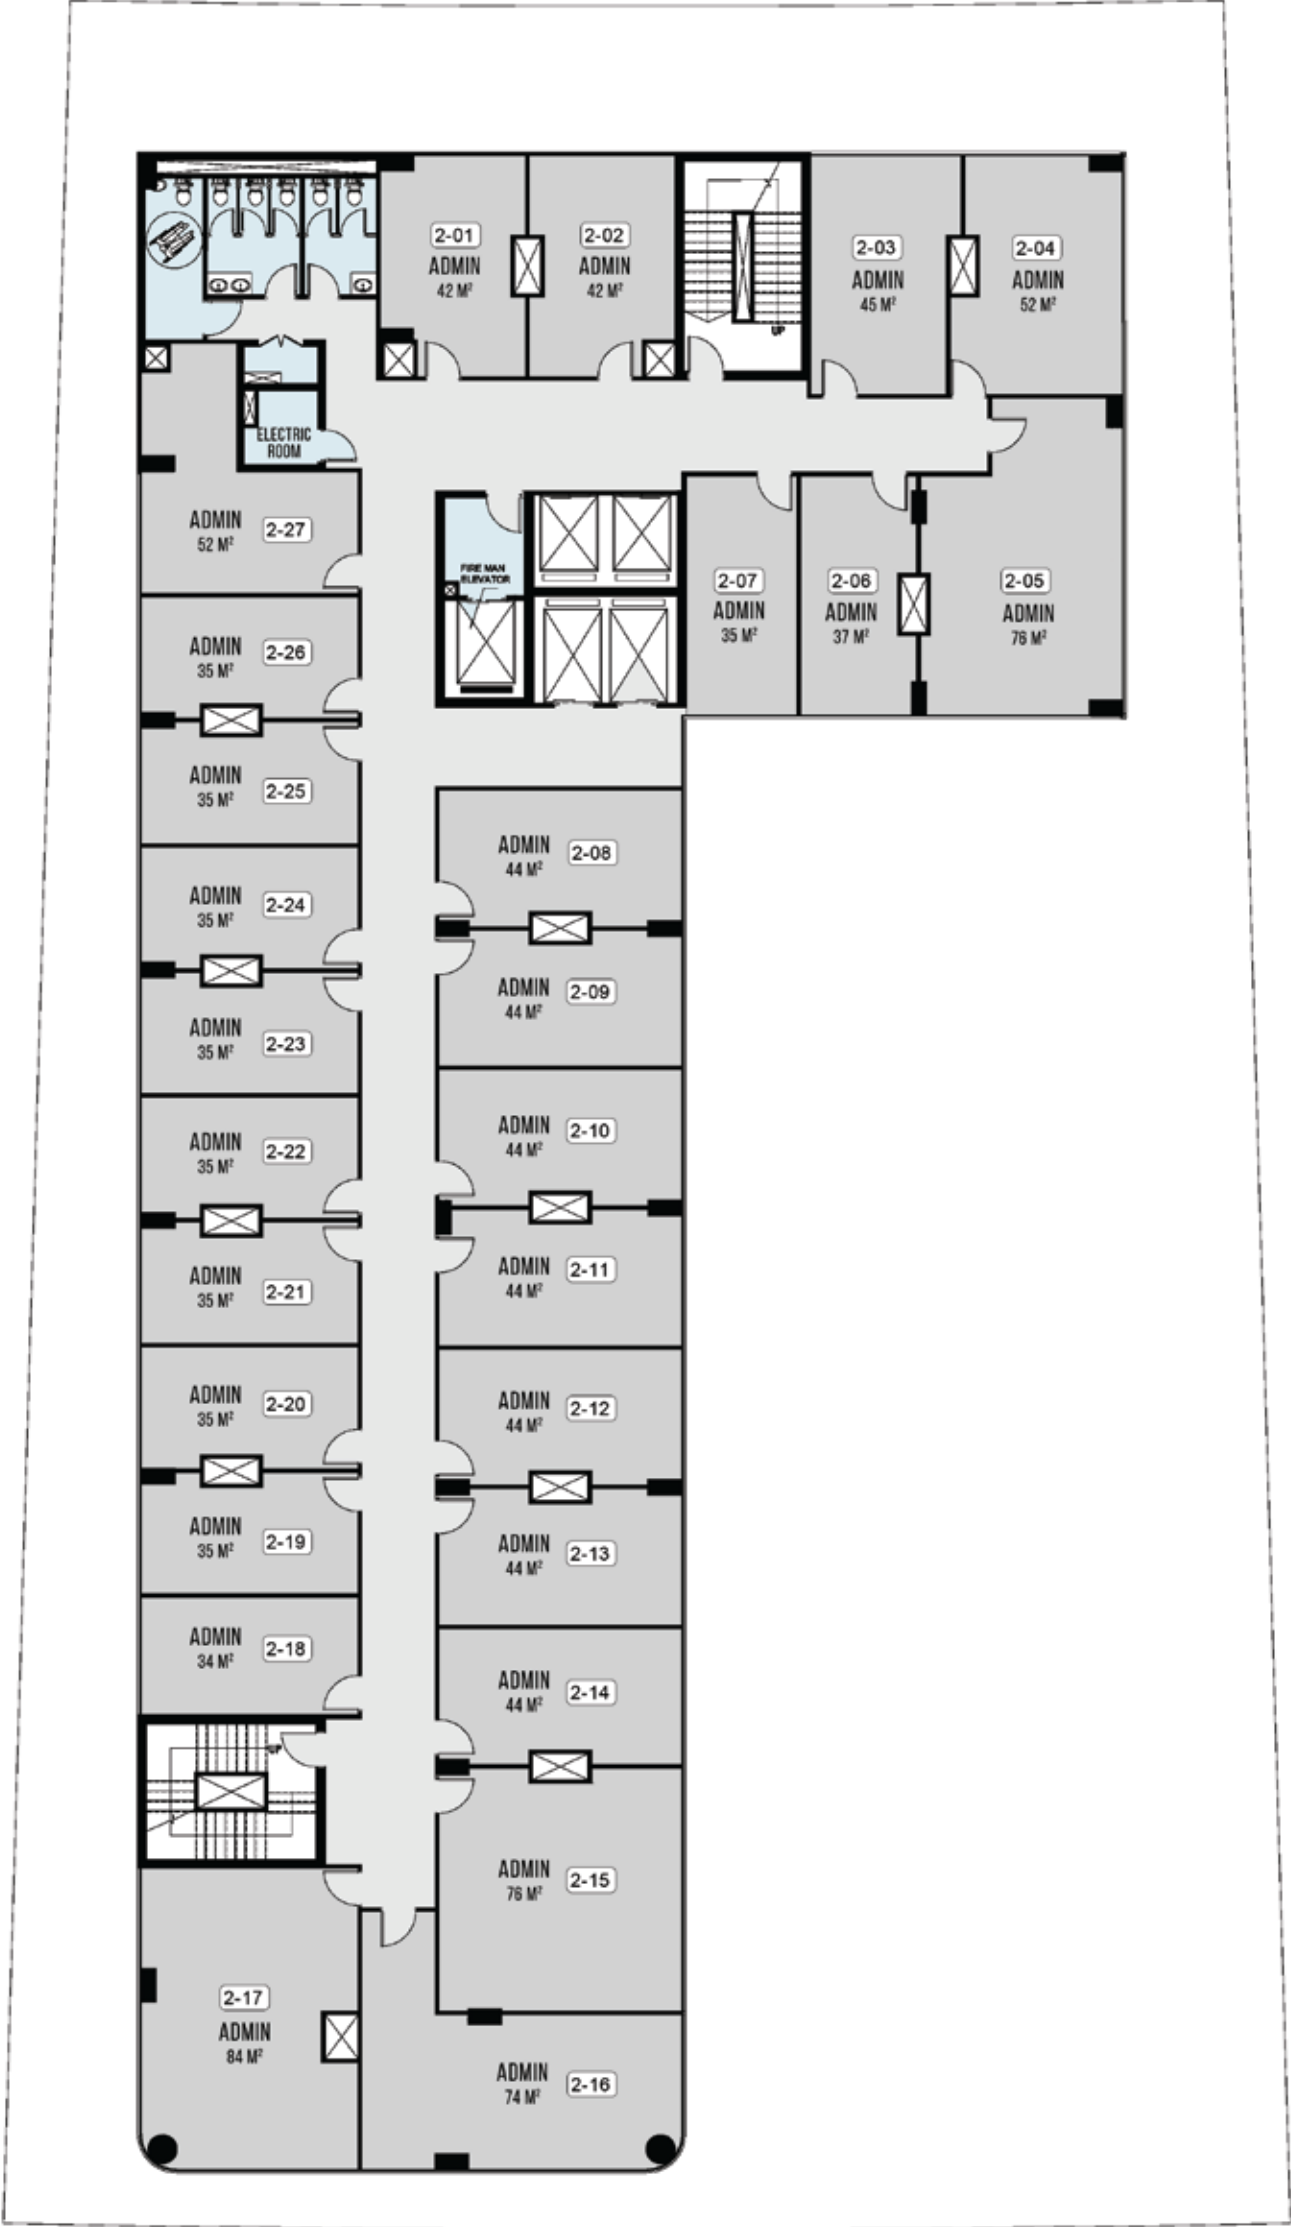 2-01
ADMIN
42 M²
2-02
ADMIN
42 M²
UP
2-03
ADMIN
45 M²
2-04
ADMIN
52 M²
ELECTRIC
ROOM
ADMIN
52 M²
2-27
FIRE MAN
ELEVATOR
2-07
ADMIN
35 M²
2-06
ADMIN
37 M²
2-05
ADMIN
76 M²
ADMIN
35 M²
2-26
ADMIN
35 M²
2-25
ADMIN
44 M²
2-08
ADMIN
35 M²
2-24
ADMIN
44 M²
2-09
ADMIN
35 M²
2-23
ADMIN
44 M²
2-10
ADMIN
35 M²
2-22
ADMIN
44 M²
2-11
ADMIN
35 M²
2-21
ADMIN
44 M²
2-12
ADMIN
35 M²
2-20
ADMIN
44 M²
2-13
ADMIN
35 M²
2-19
ADMIN
44 M²
2-14
ADMIN
34 M²
2-18
UP
ADMIN
76 M²
2-15
2-17
ADMIN
84 M²
ADMIN
74 M²
2-16